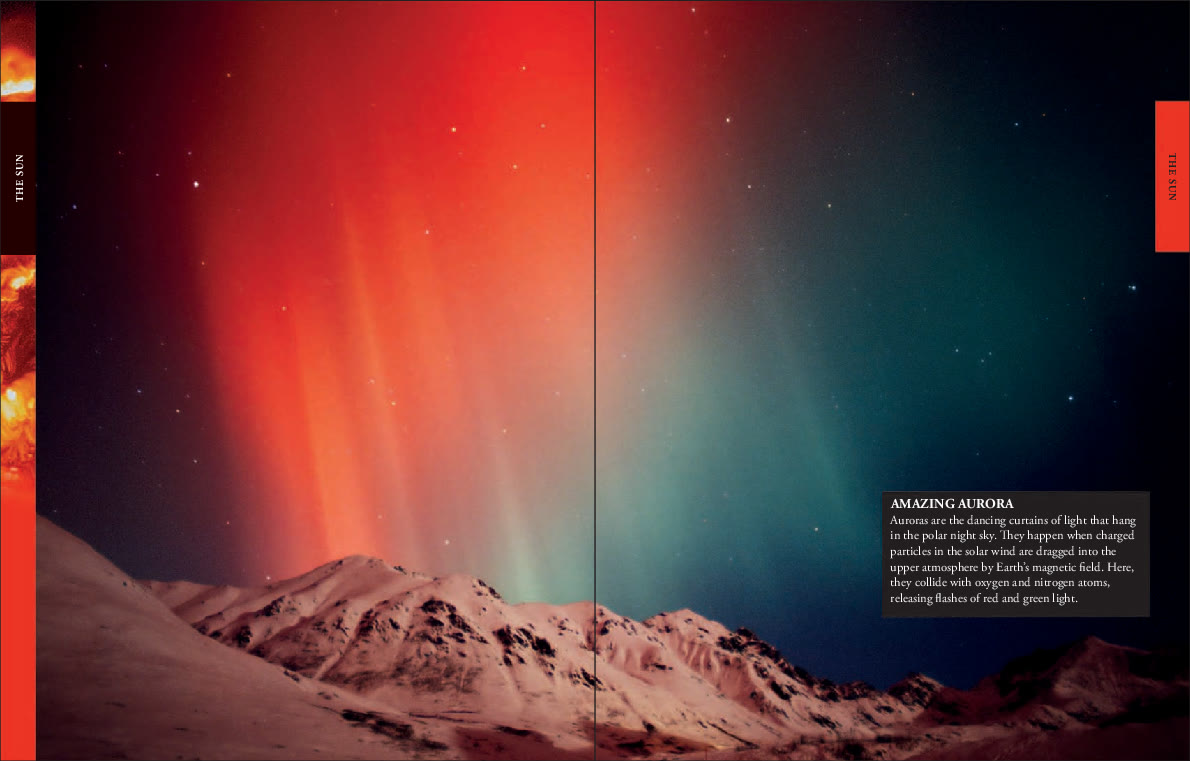 THE SUN
THE SUN
AMAZING AURORA
Auroras are the dancing curtains of light that hang
in the polar night sky. They happen when charged
particles in the solar wind are dragged into the
upper atmosphere by Earth's magnetic field. Here,
they collide with oxygen and nitrogen atoms,
releasing flashes of red and green light.